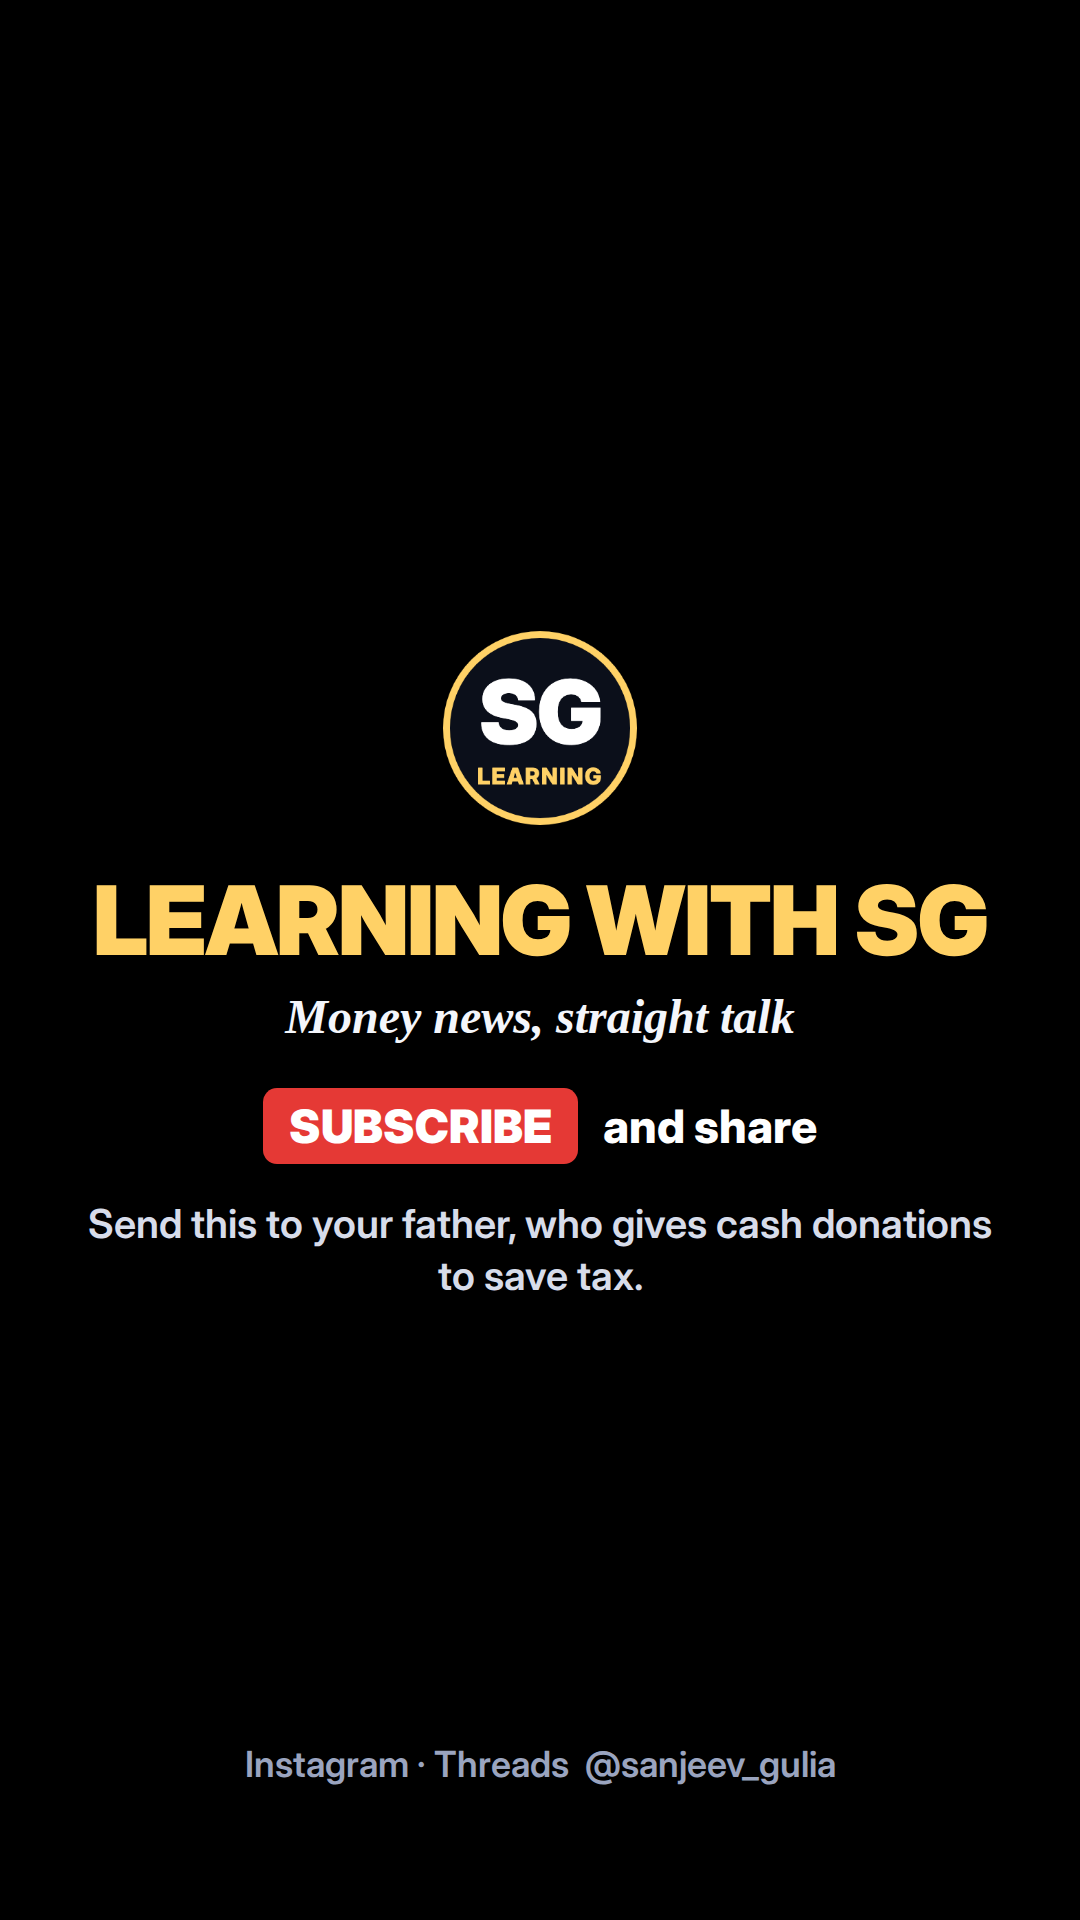 SG
LEARNING
LEARNING WITH SG
Money news, straight talk
SUBSCRIBE and share
Send this to your father, who gives cash donations
to save tax.
Instagram · Threads @sanjeev_gulia